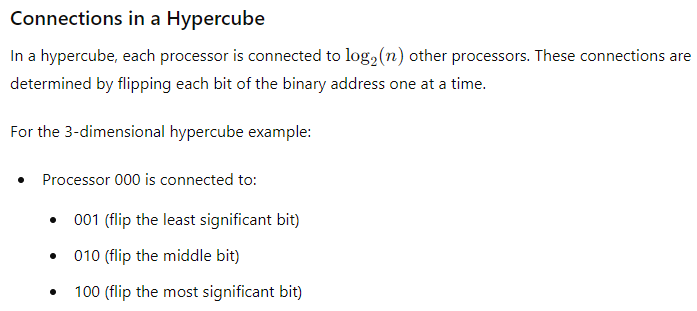 Connections in a Hypercube
In a hypercube, each processor is connected to log₂(n) other processors. These connections are
determined by flipping each bit of the binary address one at a time.
For the 3-dimensional hypercube example:
• Processor 000 is connected to:
• 001 (flip the least significant bit)
• 010 (flip the middle bit)
• 100 (flip the most significant bit)